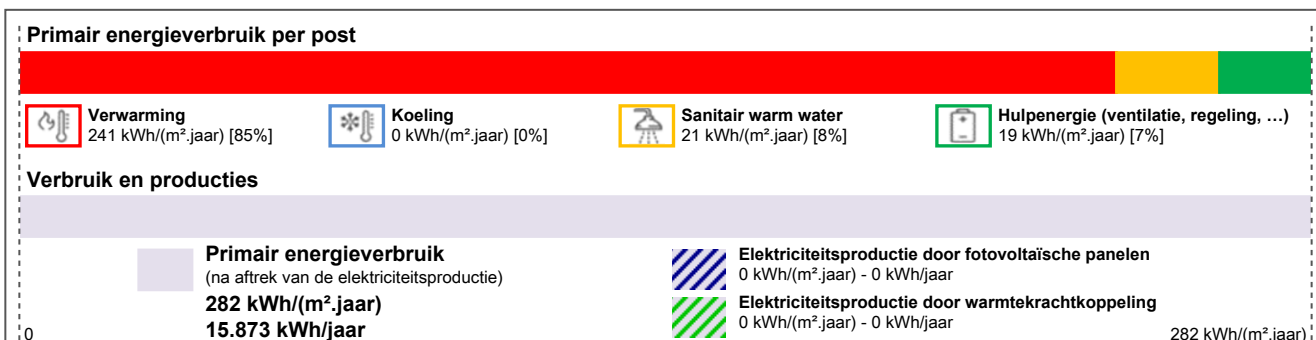 Primair energieverbruik per post
Verwarming
241 kWh/(m².jaar) [85%]
Koeling
0 kWh/(m².jaar) [0%]
Sanitair warm water
21 kWh/(m².jaar) [8%]
Hulpenergie (ventilatie, regeling, …)
19 kWh/(m².jaar) [7%]
Verbruik en producties
Primair energieverbruik
(na aftrek van de elektriciteitsproductie)
282 kWh/(m².jaar)
15.873 kWh/jaar
Elektriciteitsproductie door fotovoltaïsche panelen
0 kWh/(m².jaar) - 0 kWh/jaar
Elektriciteitsproductie door warmtekrachtkoppeling
0 kWh/(m².jaar) - 0 kWh/jaar
0
282 kWh/(m².jaar)